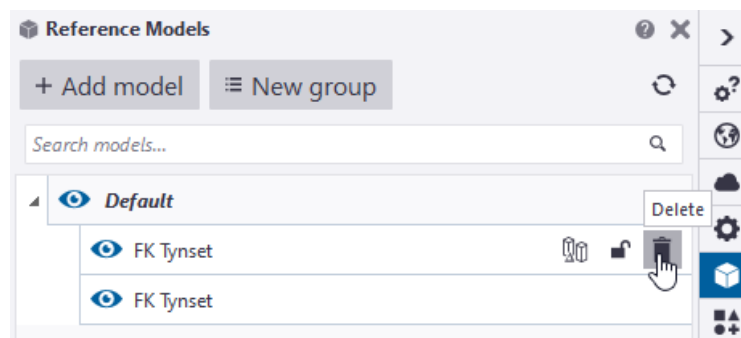 Reference Models
+ Add model
New group
Search models...
Default
Delete
FK Tynset
FK Tynset